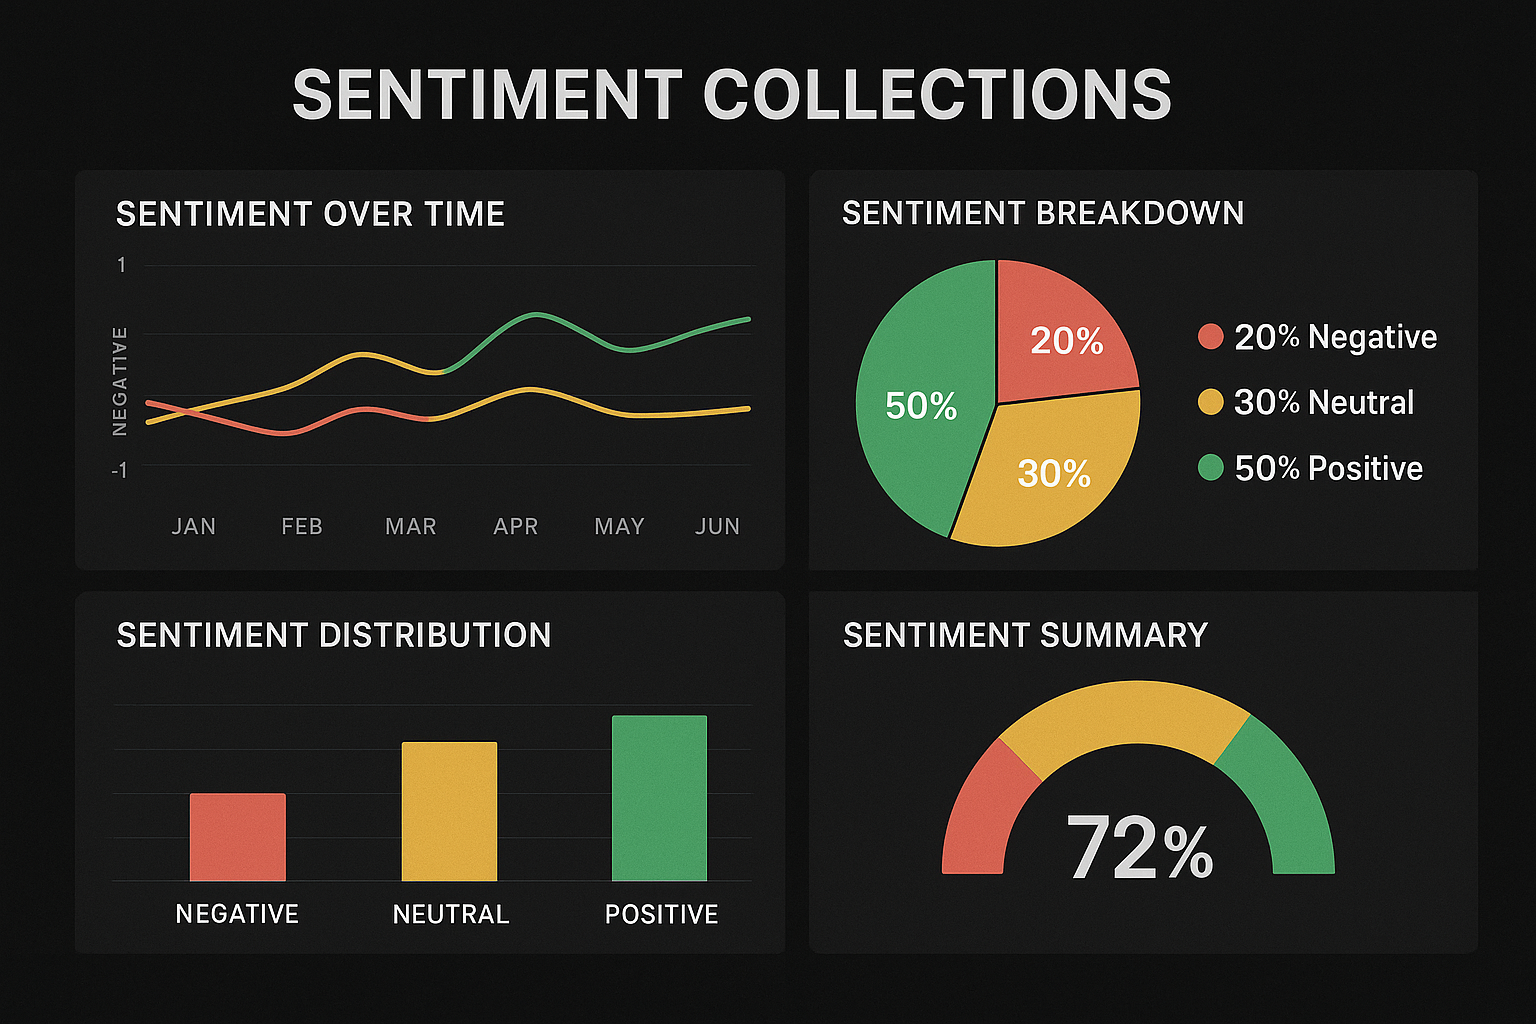 SENTIMENT COLLECTIONS
SENTIMENT OVER TIME
1
NEGATIVE
-1
JAN FEB MAR APR MAY JUN
SENTIMENT BREAKDOWN
20%
50%
30%
20% Negative
30% Neutral
50% Positive
SENTIMENT DISTRIBUTION
NEGATIVE NEUTRAL POSITIVE
SENTIMENT SUMMARY
72%